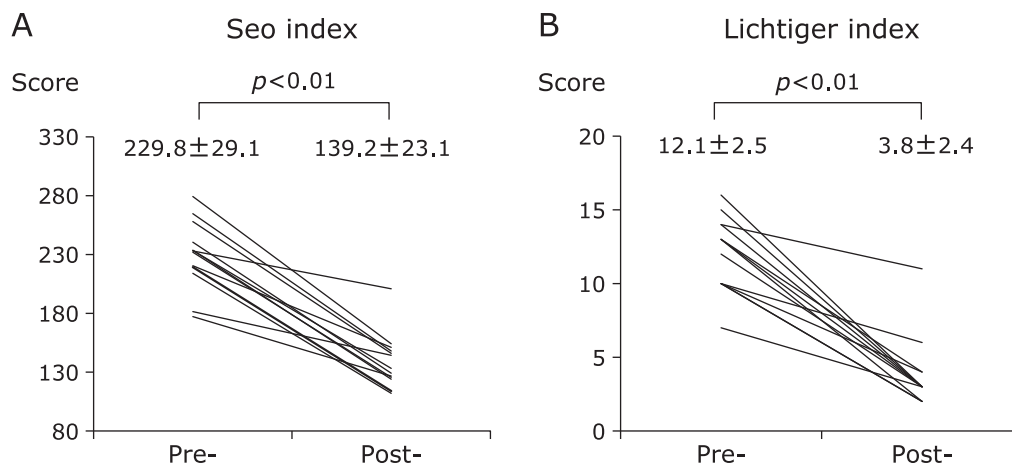 A
Seo index
Score
p<0.01
330
280
230
180
130
80
229.8±29.1
139.2±23.1
Pre-
Post-
B
Lichtiger index
Score
p<0.01
20
15
10
5
0
12.1±2.5
3.8±2.4
Pre-
Post-